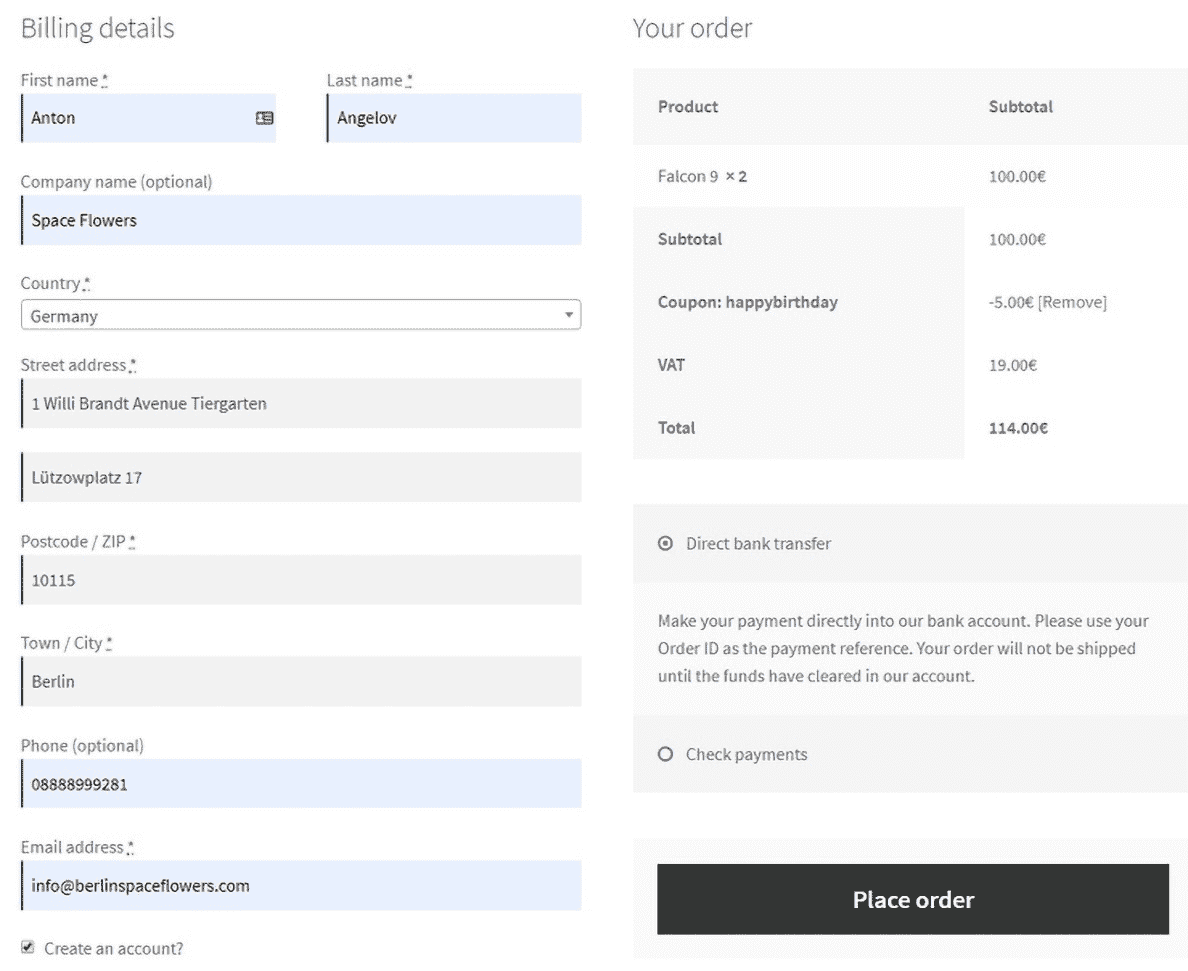 Billing details
First name *
Last name *
Anton
Angelov
Company name (optional)
Space Flowers
Country *
Germany
Street address *
1 Willi Brandt Avenue Tiergarten
Lützowplatz 17
Postcode / ZIP *
10115
Town / City *
Berlin
Phone (optional)
08888999281
Email address *
info@berlinspaceflowers.com
Create an account?
Your order
Product Subtotal
Falcon 9 × 2 100.00€
Subtotal 100.00€
Coupon: happybirthday -5.00€ [Remove]
VAT 19.00€
Total 114.00€
Direct bank transfer
Make your payment directly into our bank account. Please use your
Order ID as the payment reference. Your order will not be shipped
until the funds have cleared in our account.
Check payments
Place order